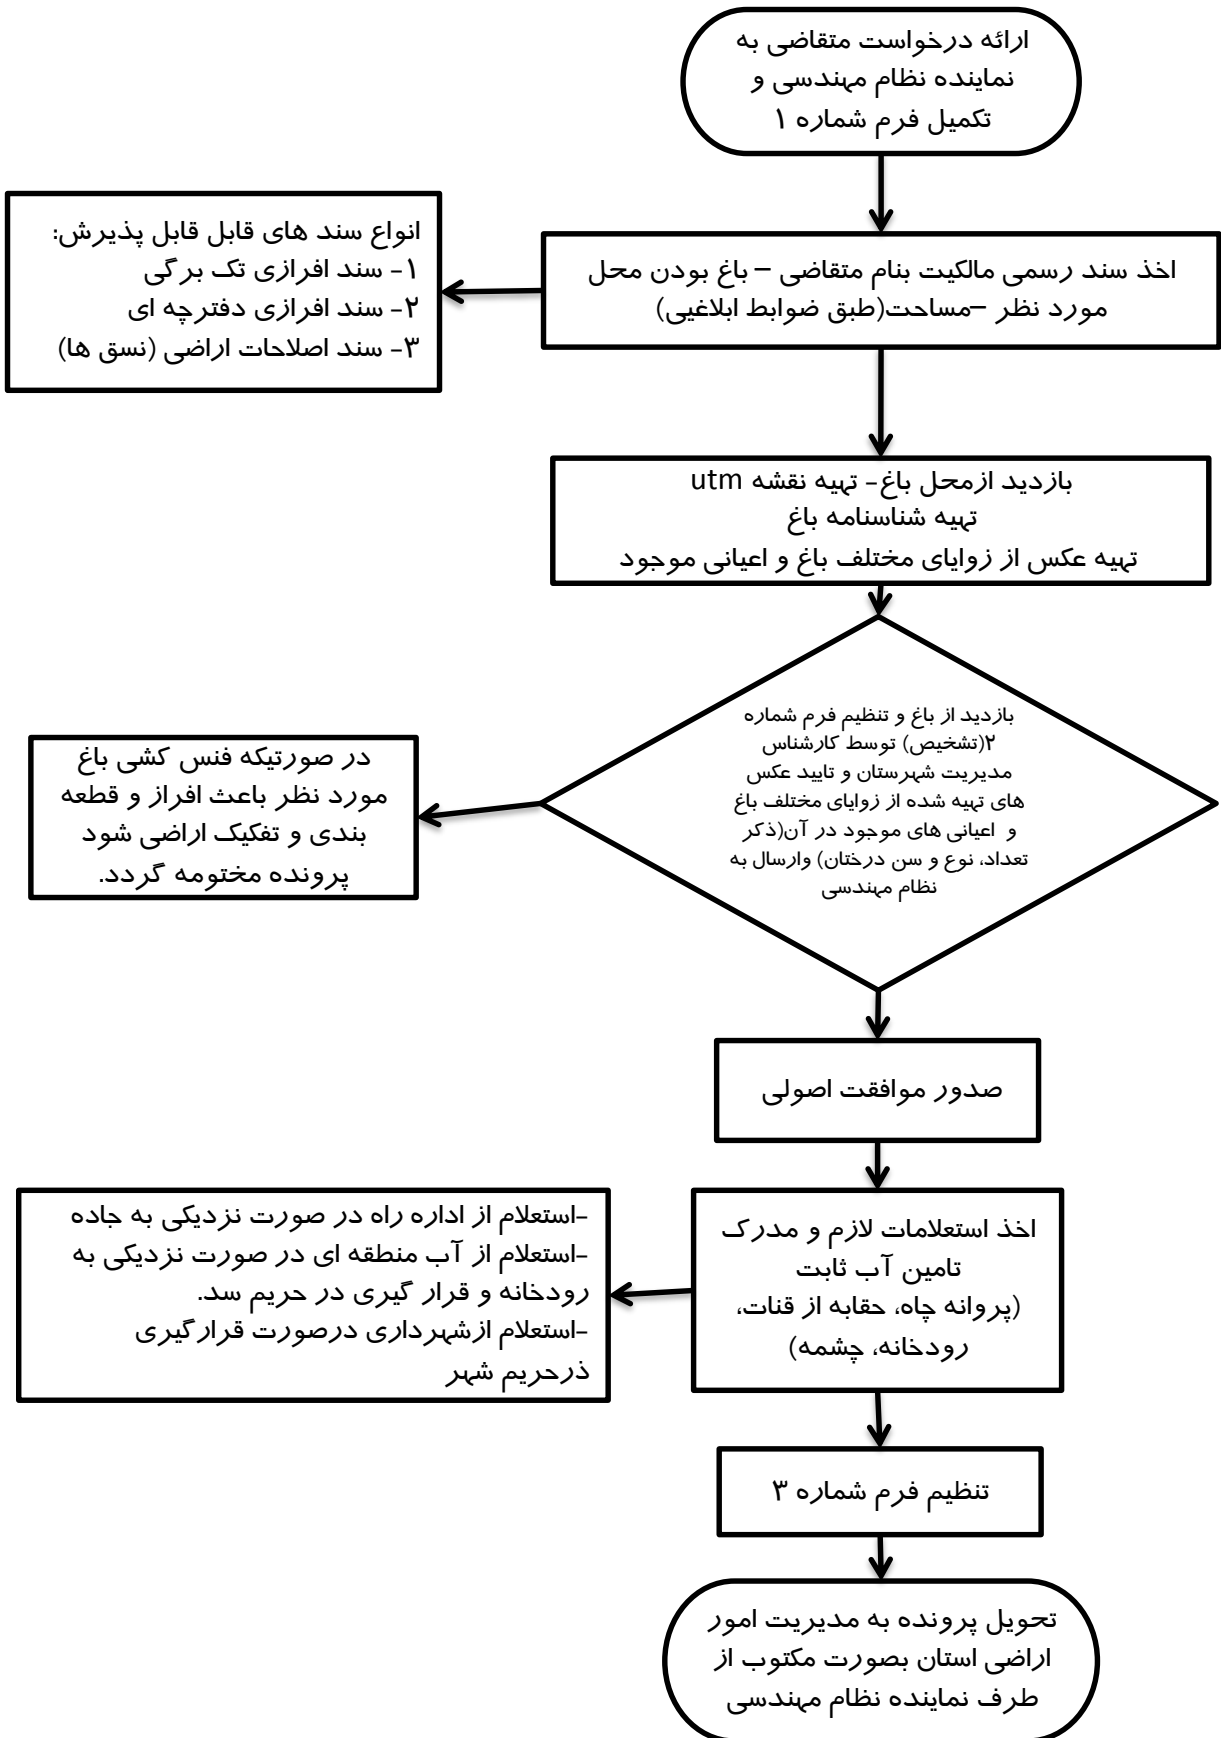 ارائه درخواست متقاضی به
نماینده نظام مهندسی و
تکمیل فرم شماره ۱
اخذ سند رسمی مالکیت بنام متقاضی – باغ بودن محل
مورد نظر –مساحت(طبق ضوابط ابلاغیی)
انواع سند های قابل قابل پذیرش:
۱- سند افرازی تک برگی
۲- سند افرازی دفترچه ای
۳- سند اصلاحات اراضی (نسق ها)
بازدید ازمحل باغ- تهیه نقشه utm
تهیه شناسنامه باغ
تهیه عکس از زوایای مختلف باغ و اعیانی موجود
بازدید از باغ و تنظیم فرم شماره
۲(تشخیص) توسط کارشناس
مدیریت شهرستان و تایید عکس
های تهیه شده از زوایای مختلف باغ
و اعیانی های موجود در آن(ذکر
تعداد، نوع و سن درختان) وارسال به
نظام مهندسی
در صورتیکه فنس کشی باغ
مورد نظر باعث افراز و قطعه
بندی و تفکیک اراضی شود
پرونده مختومه گردد.
صدور موافقت اصولی
اخذ استعلامات لازم و مدرک
تامین آب ثابت
(پروانه چاه، حقابه از قنات،
رودخانه، چشمه)
-استعلام از اداره راه در صورت نزدیکی به جاده
-استعلام از آب منطقه ای در صورت نزدیکی به
رودخانه و قرار گیری در حریم سد.
-استعلام ازشهرداری درصورت قرارگیری
ذرحریم شهر
تنظیم فرم شماره ۳
تحویل پرونده به مدیریت امور
اراضی استان بصورت مکتوب از
طرف نماینده نظام مهندسی